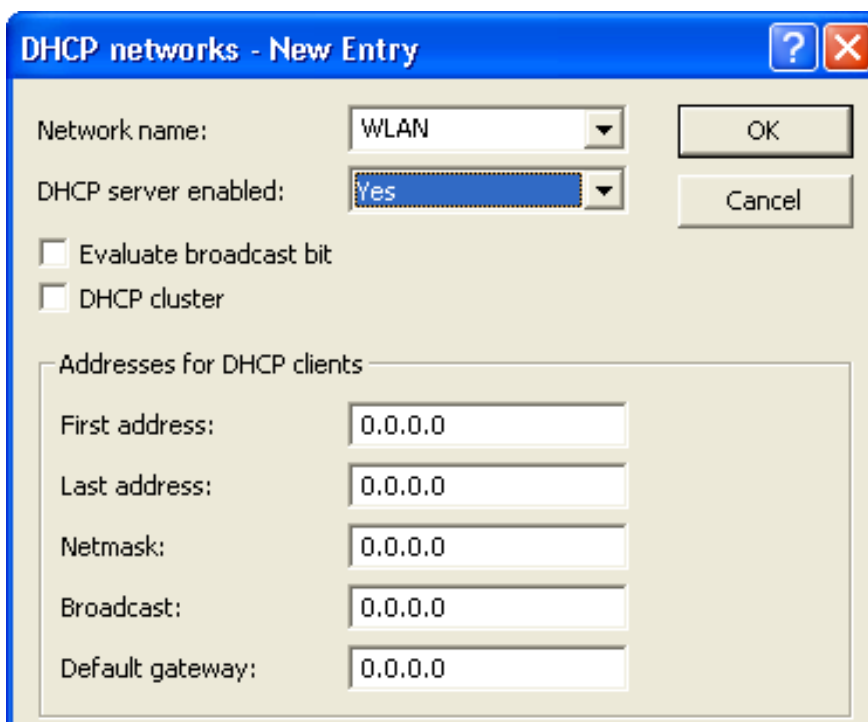 DHCP networks - New Entry
Network name: WLAN OK
DHCP server enabled: Yes Cancel
Evaluate broadcast bit
DHCP cluster
Addresses for DHCP clients
First address: 0.0.0.0
Last address: 0.0.0.0
Netmask: 0.0.0.0
Broadcast: 0.0.0.0
Default gateway: 0.0.0.0